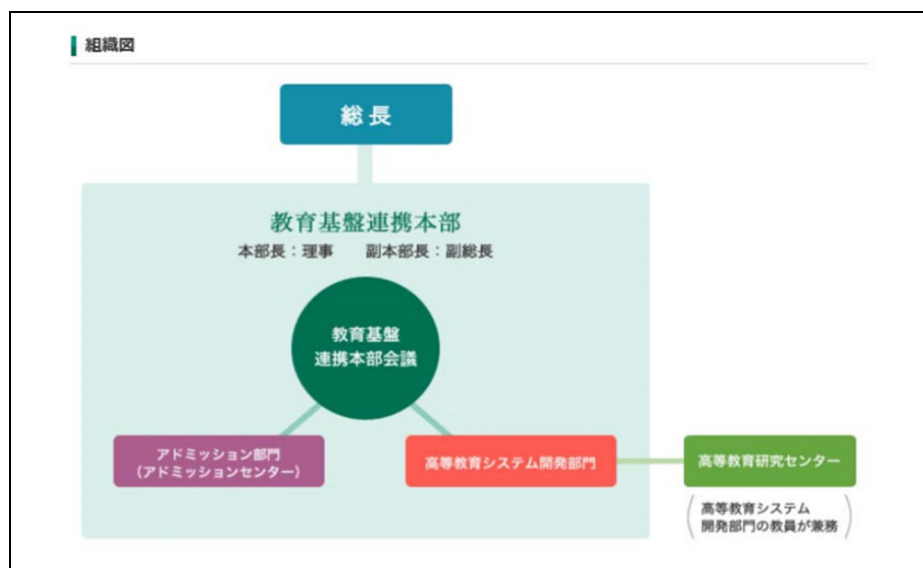 組織図
総長
教育基盤連携本部
本部長：理事　　副本部長：副総長
教育基盤
連携本部会議
アドミッション部門
（アドミッションセンター）
高等教育システム開発部門
高等教育研究センター
（高等教育システム
開発部門の教員が兼務）